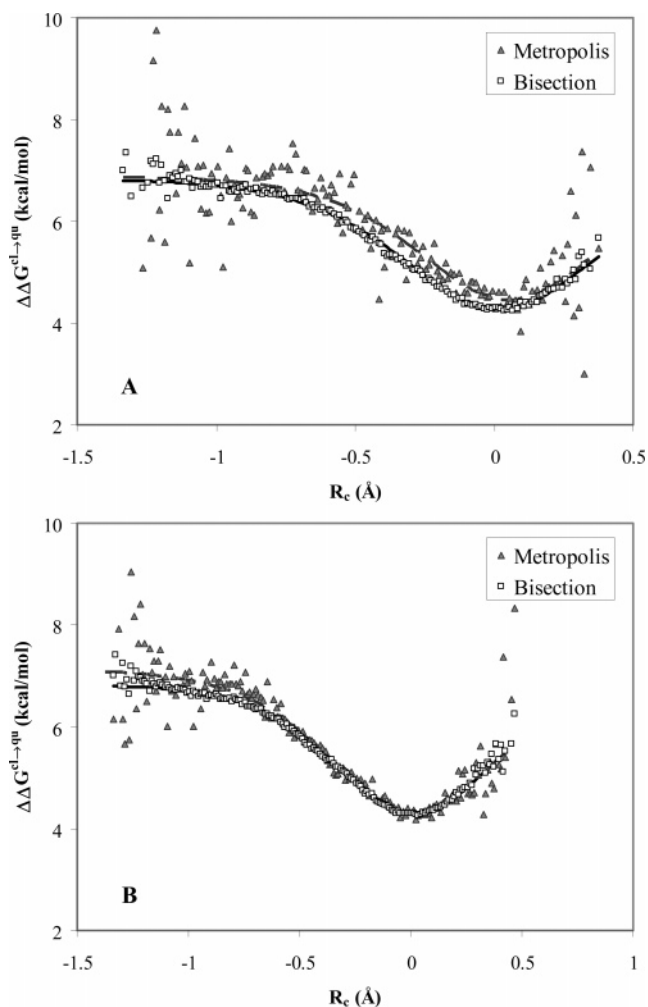 10
8
6
4
2
ΔΔG^cl→qu (kcal/mol)
Metropolis
Bisection
A
-1.5
-1
-0.5
0
0.5
R_c (Å)
10
8
6
4
2
ΔΔG^cl→qu (kcal/mol)
Metropolis
Bisection
B
-1.5
-1
-0.5
0
0.5
1
R_c (Å)